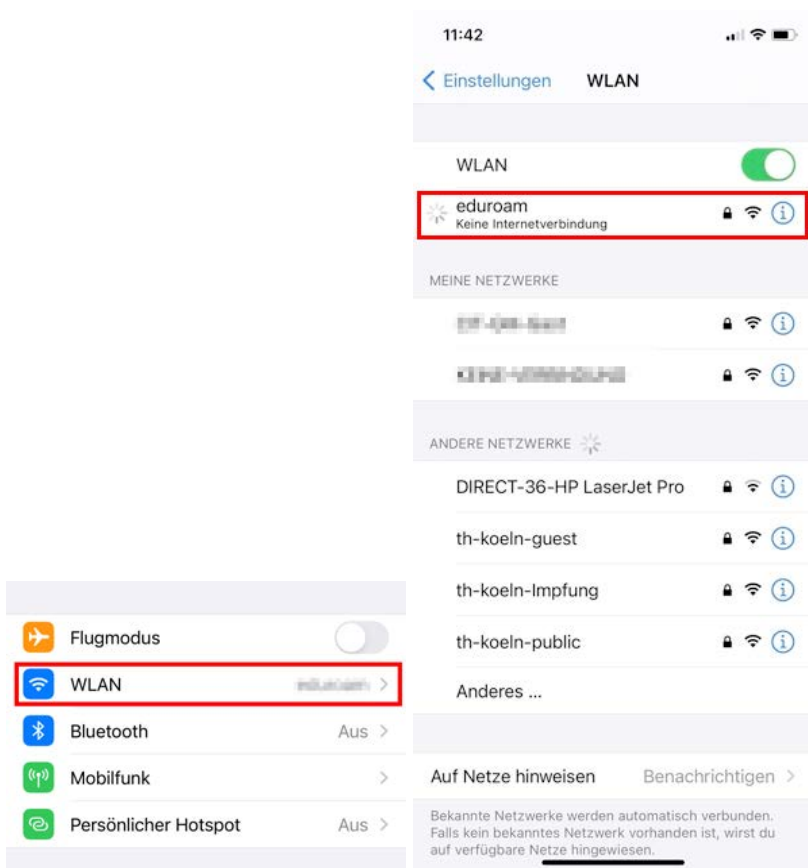 Flugmodus
WLAN
Bluetooth Aus
Mobilfunk
Persönlicher Hotspot Aus
11:42
Einstellungen WLAN
WLAN
eduroam
Keine Internetverbindung
MEINE NETZWERKE
ANDERE NETZWERKE
DIRECT-36-HP LaserJet Pro
th-koeln-guest
th-koeln-Impfung
th-koeln-public
Anderes ...
Auf Netze hinweisen Benachrichtigen
Bekannte Netzwerke werden automatisch verbunden.
Falls kein bekanntes Netzwerk vorhanden ist, wirst du
auf verfügbare Netze hingewiesen.